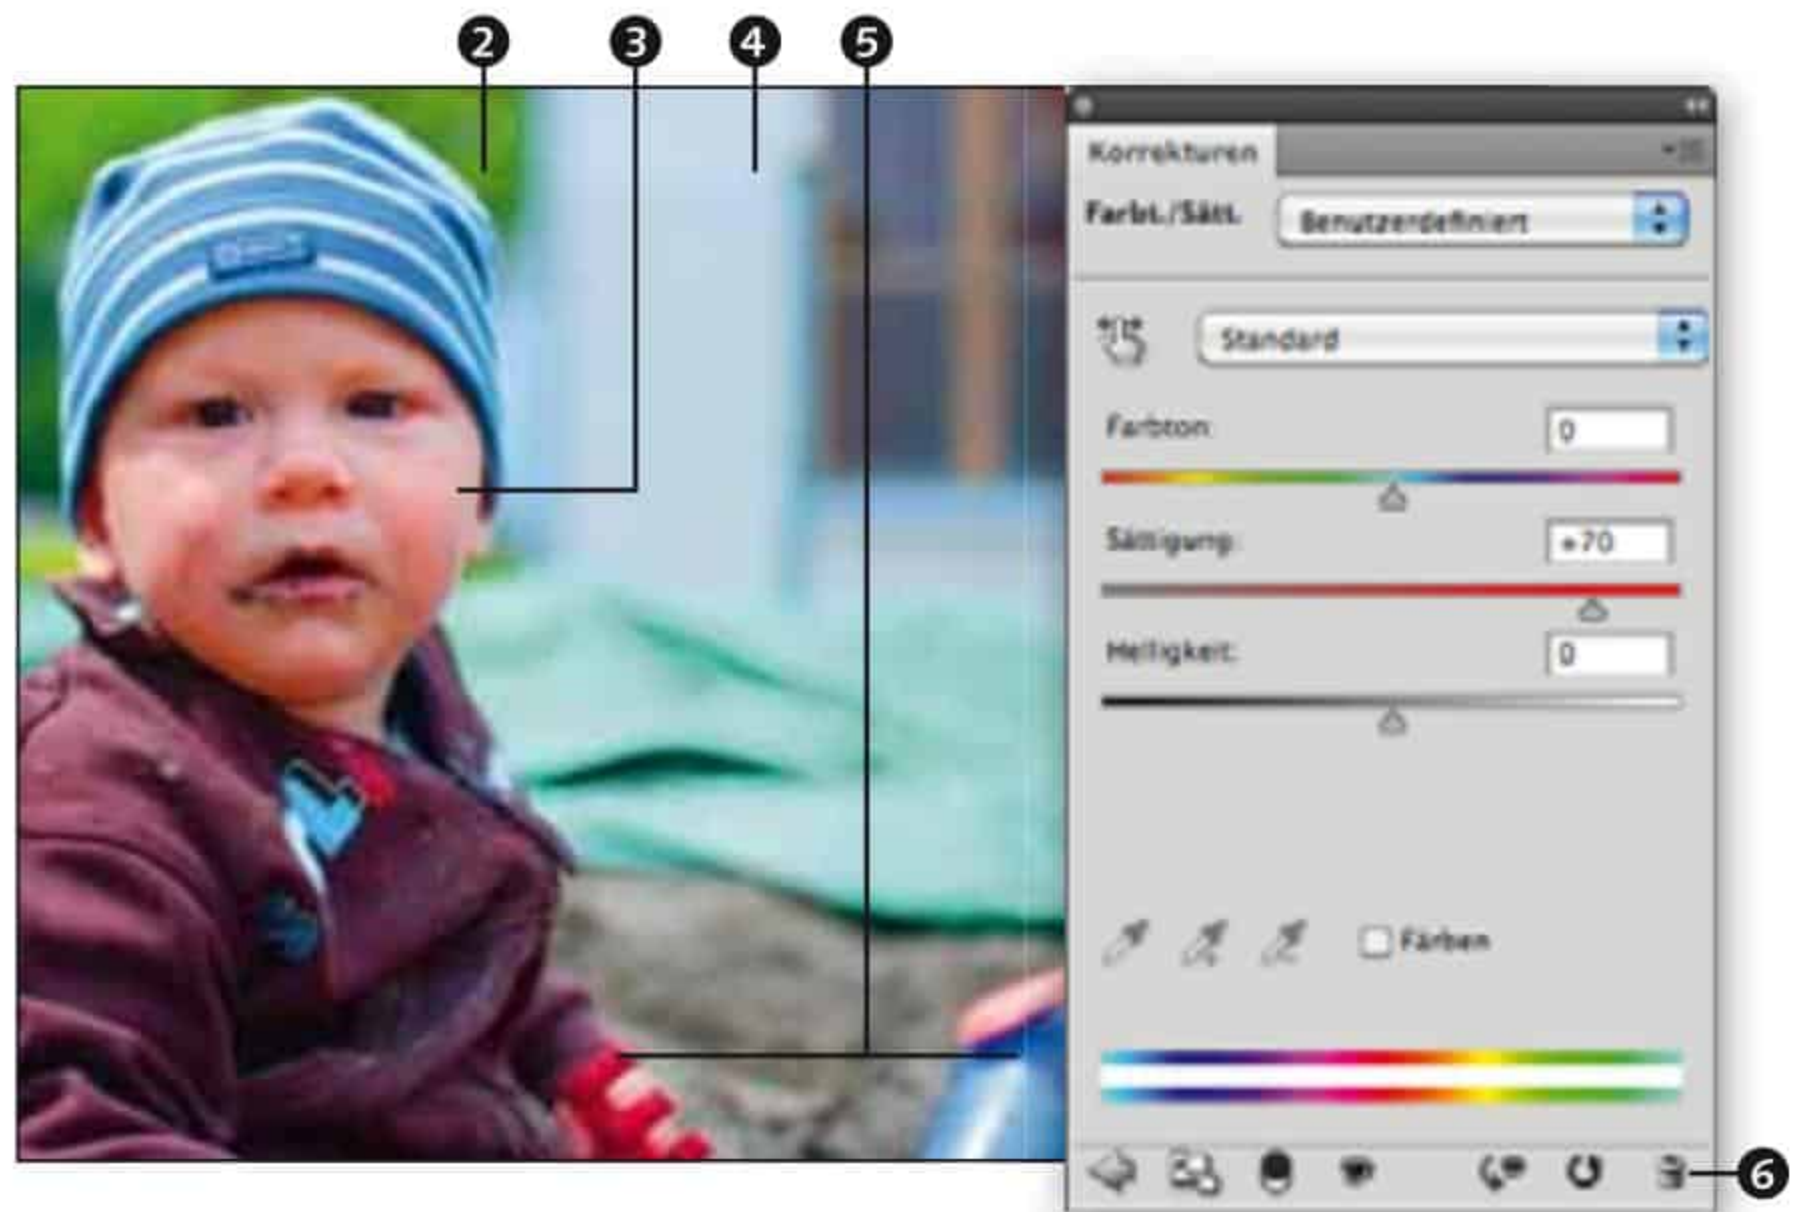 2 3 4 5
Korrekturen
Farbt./Sätt. Benutzerdefiniert
Standard
Farbton: 0
Sättigung: +70
Helligkeit: 0
Färben
6